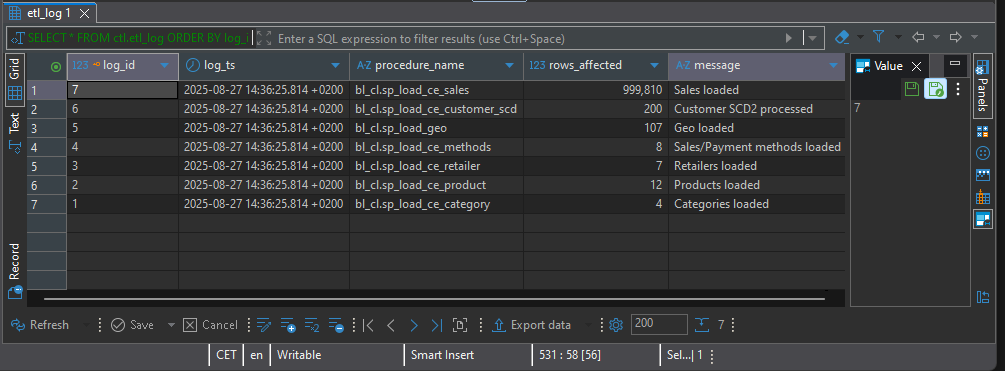 etl_log 1
SELECT * FROM ctl.etl_log ORDER BY log_i
Enter a SQL expression to filter results (use Ctrl+Space)
Grid
Text
Record
123 log_id
log_ts
A-Z procedure_name
123 rows_affected
A-Z message
1 7 2025-08-27 14:36:25.814 +0200 bl_cl.sp_load_ce_sales 999,810 Sales loaded
2 6 2025-08-27 14:36:25.814 +0200 bl_cl.sp_load_ce_customer_scd 200 Customer SCD2 processed
3 5 2025-08-27 14:36:25.814 +0200 bl_cl.sp_load_geo 107 Geo loaded
4 4 2025-08-27 14:36:25.814 +0200 bl_cl.sp_load_ce_methods 8 Sales/Payment methods loaded
5 3 2025-08-27 14:36:25.814 +0200 bl_cl.sp_load_ce_retailer 7 Retailers loaded
6 2 2025-08-27 14:36:25.814 +0200 bl_cl.sp_load_ce_product 12 Products loaded
7 1 2025-08-27 14:36:25.814 +0200 bl_cl.sp_load_ce_category 4 Categories loaded
Value
7
Panels
Refresh Save Cancel Export data 200 7
CET en Writable Smart Insert 531 : 58 [56] Sel...| 1